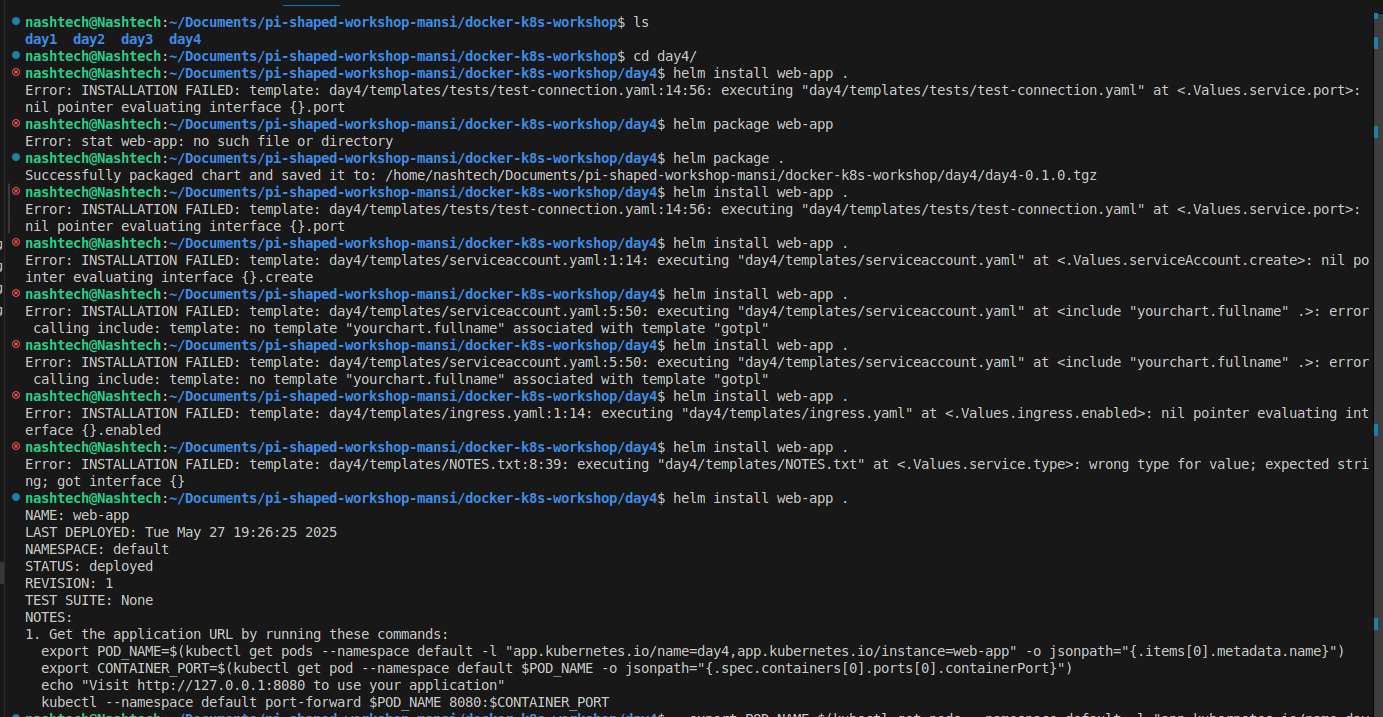 nashtech@Nashtech:~/Documents/pi-shaped-workshop-mansi/docker-k8s-workshop$ ls
day1  day2  day3  day4
nashtech@Nashtech:~/Documents/pi-shaped-workshop-mansi/docker-k8s-workshop$ cd day4/
nashtech@Nashtech:~/Documents/pi-shaped-workshop-mansi/docker-k8s-workshop/day4$ helm install web-app .
Error: INSTALLATION FAILED: template: day4/templates/tests/test-connection.yaml:14:56: executing "day4/templates/tests/test-connection.yaml" at <.Values.service.port>:
nil pointer evaluating interface {}.port
nashtech@Nashtech:~/Documents/pi-shaped-workshop-mansi/docker-k8s-workshop/day4$ helm package web-app
Error: stat web-app: no such file or directory
nashtech@Nashtech:~/Documents/pi-shaped-workshop-mansi/docker-k8s-workshop/day4$ helm package .
Successfully packaged chart and saved it to: /home/nashtech/Documents/pi-shaped-workshop-mansi/docker-k8s-workshop/day4/day4-0.1.0.tgz
nashtech@Nashtech:~/Documents/pi-shaped-workshop-mansi/docker-k8s-workshop/day4$ helm install web-app .
Error: INSTALLATION FAILED: template: day4/templates/tests/test-connection.yaml:14:56: executing "day4/templates/tests/test-connection.yaml" at <.Values.service.port>:
nil pointer evaluating interface {}.port
nashtech@Nashtech:~/Documents/pi-shaped-workshop-mansi/docker-k8s-workshop/day4$ helm install web-app .
Error: INSTALLATION FAILED: template: day4/templates/serviceaccount.yaml:1:14: executing "day4/templates/serviceaccount.yaml" at <.Values.serviceAccount.create>: nil po
inter evaluating interface {}.create
nashtech@Nashtech:~/Documents/pi-shaped-workshop-mansi/docker-k8s-workshop/day4$ helm install web-app .
Error: INSTALLATION FAILED: template: day4/templates/serviceaccount.yaml:5:50: executing "day4/templates/serviceaccount.yaml" at <include "yourchart.fullname" .>: error
 calling include: template: no template "yourchart.fullname" associated with template "gotpl"
nashtech@Nashtech:~/Documents/pi-shaped-workshop-mansi/docker-k8s-workshop/day4$ helm install web-app .
Error: INSTALLATION FAILED: template: day4/templates/serviceaccount.yaml:5:50: executing "day4/templates/serviceaccount.yaml" at <include "yourchart.fullname" .>: error
 calling include: template: no template "yourchart.fullname" associated with template "gotpl"
nashtech@Nashtech:~/Documents/pi-shaped-workshop-mansi/docker-k8s-workshop/day4$ helm install web-app .
Error: INSTALLATION FAILED: template: day4/templates/ingress.yaml:1:14: executing "day4/templates/ingress.yaml" at <.Values.ingress.enabled>: nil pointer evaluating int
erface {}.enabled
nashtech@Nashtech:~/Documents/pi-shaped-workshop-mansi/docker-k8s-workshop/day4$ helm install web-app .
Error: INSTALLATION FAILED: template: day4/templates/NOTES.txt:8:39: executing "day4/templates/NOTES.txt" at <.Values.service.type>: wrong type for value; expected stri
ng; got interface {}
nashtech@Nashtech:~/Documents/pi-shaped-workshop-mansi/docker-k8s-workshop/day4$ helm install web-app .
NAME: web-app
LAST DEPLOYED: Tue May 27 19:26:25 2025
NAMESPACE: default
STATUS: deployed
REVISION: 1
TEST SUITE: None
NOTES:
1. Get the application URL by running these commands:
  export POD_NAME=$(kubectl get pods --namespace default -l "app.kubernetes.io/name=day4,app.kubernetes.io/instance=web-app" -o jsonpath="{.items[0].metadata.name}")
  export CONTAINER_PORT=$(kubectl get pod --namespace default $POD_NAME -o jsonpath="{.spec.containers[0].ports[0].containerPort}")
  echo "Visit http://127.0.0.1:8080 to use your application"
  kubectl --namespace default port-forward $POD_NAME 8080:$CONTAINER_PORT